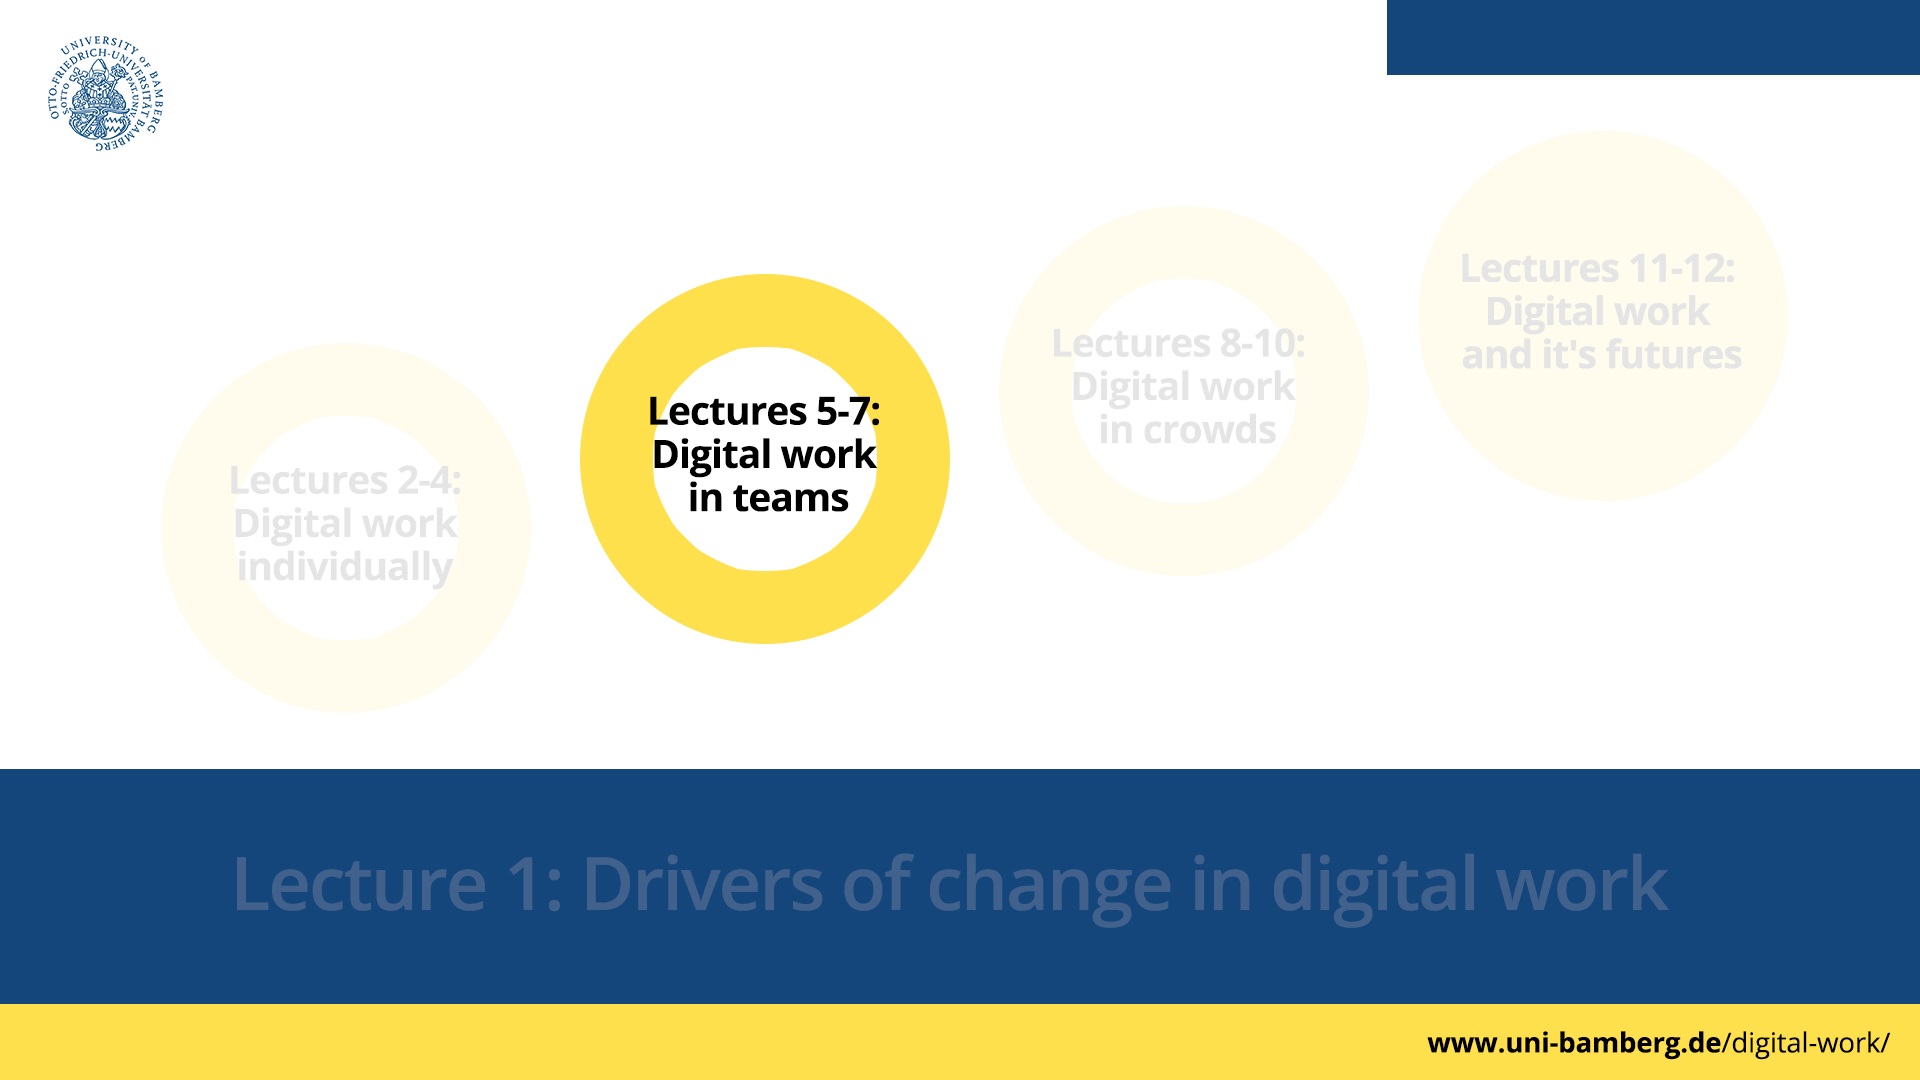 UNIVERSITY OF BAMBERG
OTTO-FRIEDRICH-UNIVERSITÄT BAMBERG
Lectures 2-4:
Digital work
individually
Lectures 5-7:
Digital work
in teams
Lectures 8-10:
Digital work
in crowds
Lectures 11-12:
Digital work
and it's futures
Lecture 1: Drivers of change in digital work
www.uni-bamberg.de/digital-work/